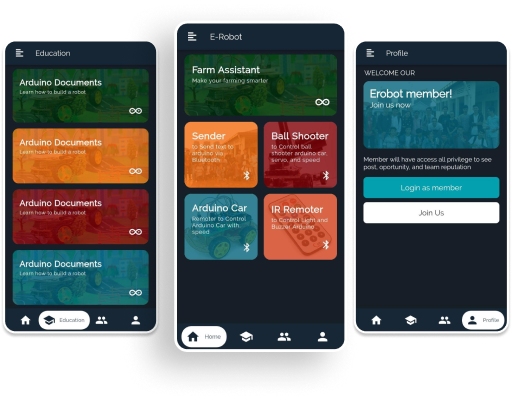 Education
Arduino Documents
Learn how to build a robot
Arduino Documents
Learn how to build a robot
Arduino Documents
Learn how to build a robot
Arduino Documents
Learn how to build a robot
Education
E-Robot
Farm Assistant
Make your farming smarter
Sender
to Send text to
arduino via
Bluetooth
Ball Shooter
to Control ball
shooter arduino car,
servo, and speed
Arduino Car
Remoter to Control
Arduino Car with
speed
IR Remoter
to Control Light and
Buzzer Arduino
Home
Profile
WELCOME OUR
Erobot member!
Join us now
Member will have access all privilege to see
post, oportunity, and team reputation
Login as member
Join Us
Profile